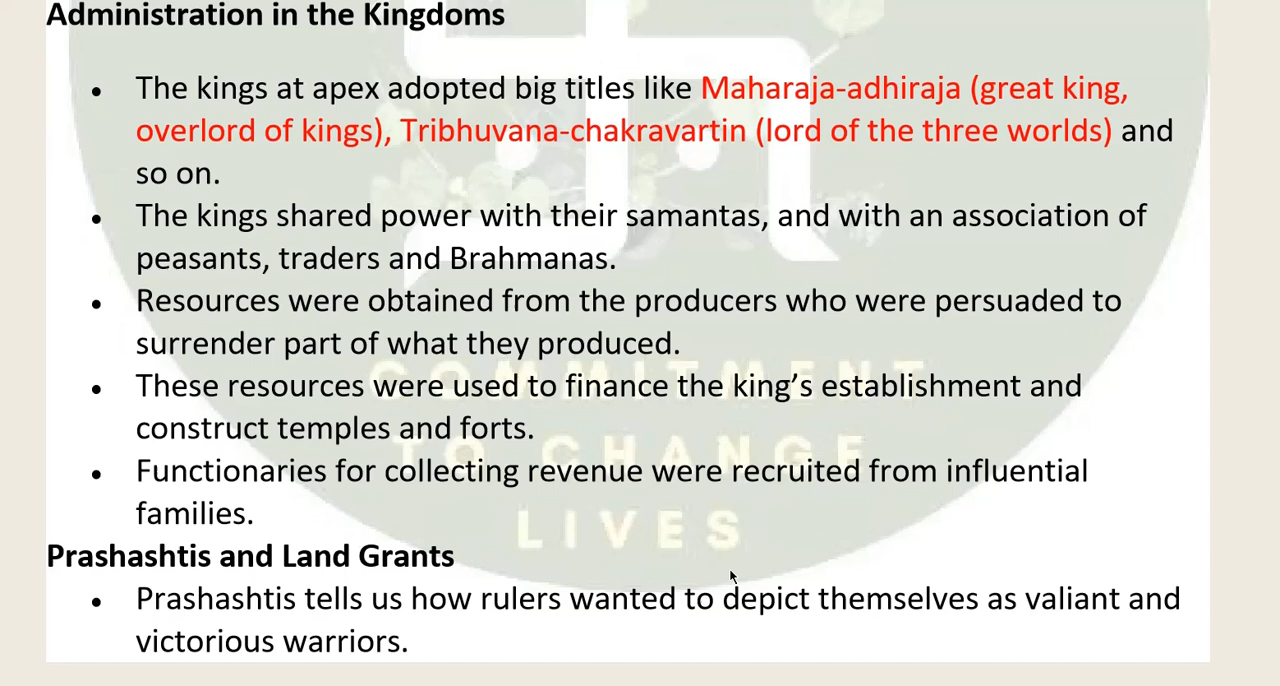 Administration in the Kingdoms
• The kings at apex adopted big titles like Maharaja-adhiraja (great king,
overlord of kings), Tribhuvana-chakravartin (lord of the three worlds) and
so on.
• The kings shared power with their samantas, and with an association of
peasants, traders and Brahmanas.
• Resources were obtained from the producers who were persuaded to
surrender part of what they produced.
• These resources were used to finance the king’s establishment and
construct temples and forts.
• Functionaries for collecting revenue were recruited from influential
families.
Prashashtis and Land Grants
• Prashashtis tells us how rulers wanted to depict themselves as valiant and
victorious warriors.
COMMITMENT
TO CHANGE
LIVES